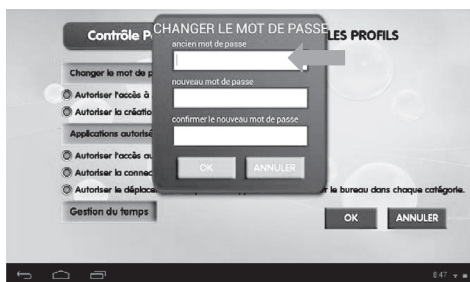 Contrôle P
CHANGER LE MOT DE PASSE
LES PROFILS
ancien mot de passe
Changer le mot de p
nouveau mot de passe
Autoriser l'accès à
Autoriser la créatio
confirmer le nouveau mot de passe
Applications autorisé
Autoriser l'accès au
OK
ANNULER
Autoriser la connec
Autoriser le déplace
r le bureau dans chaque catégorie.
Gestion du temps
OK
ANNULER